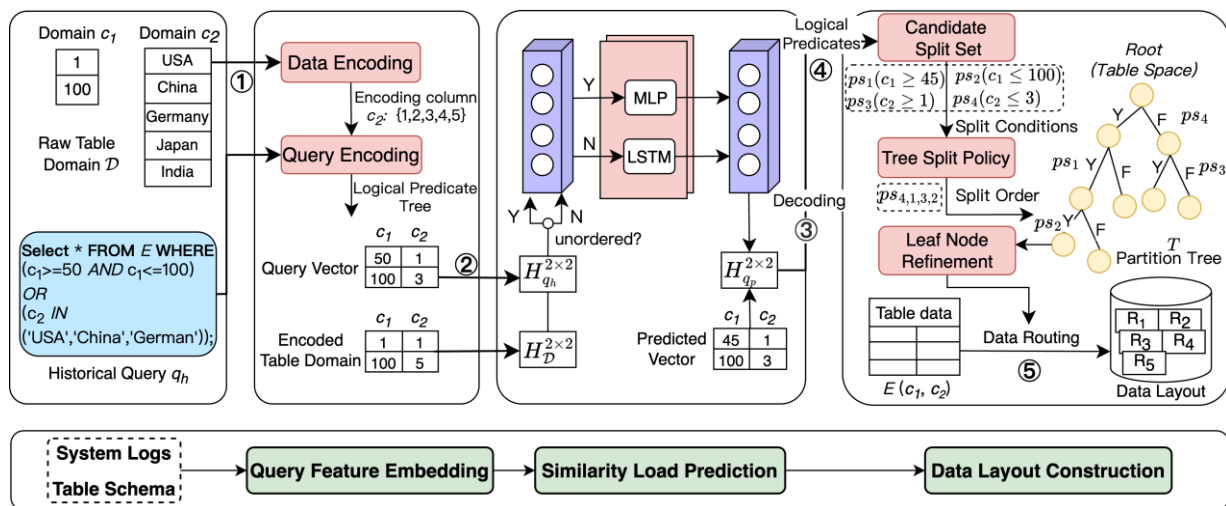 Domain c1
1
100
Raw Table
Domain D
Domain c2
USA
China
Germany
Japan
India
①
Select * FROM E WHERE
(c1>=50 AND c1<=100)
OR
(c2 IN
('USA','China','German'));
Historical Query qh
Data Encoding
Encoding column
c2: {1,2,3,4,5}
Query Encoding
Logical Predicate
Tree
c1 c2
Query Vector
50 1
100 3
②
c1 c2
Encoded
Table Domain
1 1
100 5
Y
N
MLP
LSTM
Y N
unordered?
H_{q_h}^{2×2}
H_D^{2×2}
Decoding
③
H_{q_p}^{2×2}
c1 c2
Predicted
Vector
45 1
100 3
Logical
Predicates
④
Candidate
Split Set
ps1(c1 ≥ 45) ps2(c1 ≤ 100)
ps3(c2 ≥ 1) ps4(c2 ≤ 3)
Split Conditions
Tree Split Policy
ps4,1,3,2
Split Order
Leaf Node
Refinement
Root
(Table Space)
Y F ps4
ps1 Y F Y F ps3
ps2 Y F
T
Partition Tree
Table data
E (c1, c2)
Data Routing
⑤
R1 R2
R3 R4
R5
Data Layout
System Logs
Table Schema
Query Feature Embedding
Similarity Load Prediction
Data Layout Construction